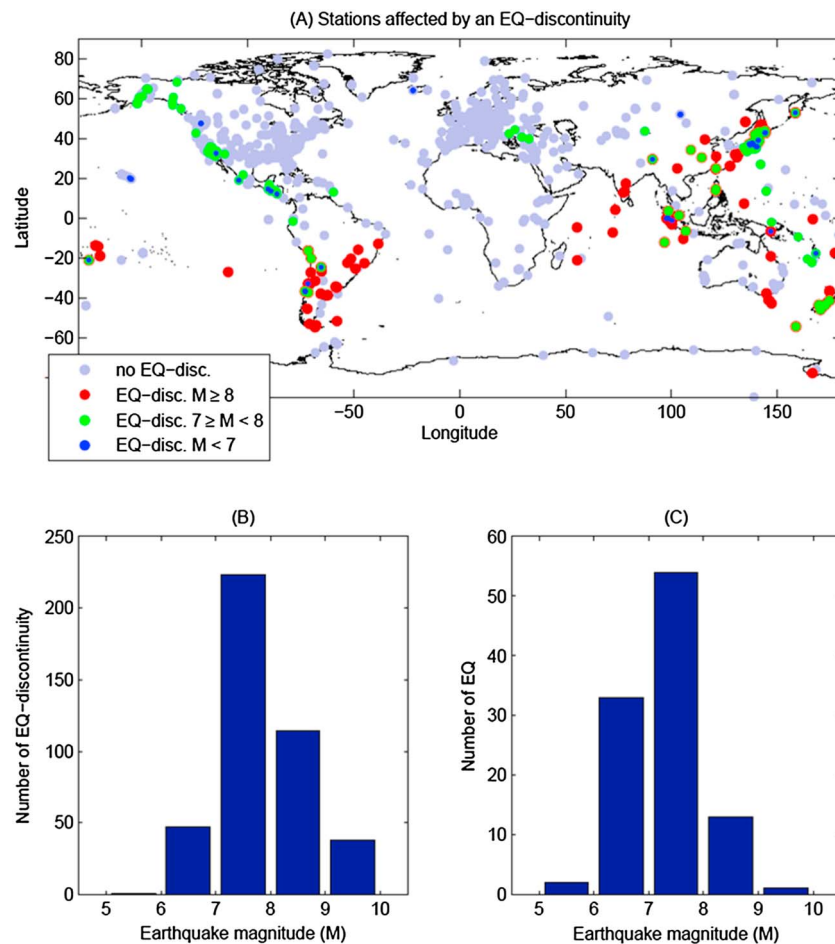 (A) Stations affected by an EQ-discontinuity
80
60
40
20
0
−20
−40
−60
Latitude
−50 0 50 100 150
Longitude
no EQ-disc.
EQ-disc. M ≥ 8
EQ-disc. 7 ≥ M < 8
EQ-disc. M < 7
(B)
250
200
150
100
50
0
Number of EQ-discontinuity
5 6 7 8 9 10
Earthquake magnitude (M)
(C)
60
50
40
30
20
10
0
Number of EQ
5 6 7 8 9 10
Earthquake magnitude (M)